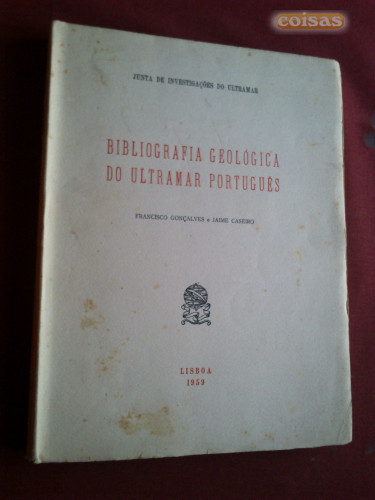 coisas
JUNTA DE INVESTIGAÇÕES DO ULTRAMAR
BIBLIOGRAFIA GEOLÓGICA
DO ULTRAMAR PORTUGUÊS
FRANCISCO GONÇALVES e JAIME CASEIRO
LISBOA
1959